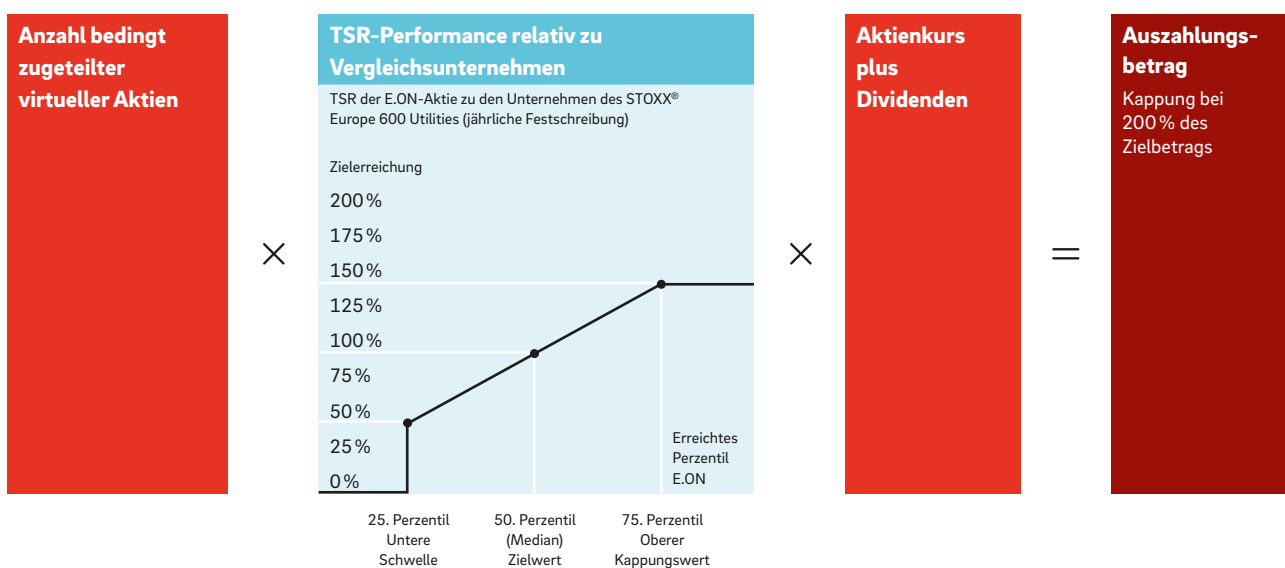 Anzahl bedingt
zugeteilter
virtueller Aktien
×
TSR-Performance relativ zu
Vergleichsunternehmen
TSR der E.ON-Aktie zu den Unternehmen des STOXX®
Europe 600 Utilities (jährliche Festschreibung)
Zielerreichung
200 %
175 %
150 %
125 %
100 %
75 %
50 %
25 %
0 %
Erreichtes
Perzentil
E.ON
25. Perzentil
Untere
Schwelle
50. Perzentil
(Median)
Zielwert
75. Perzentil
Oberer
Kappungswert
×
Aktienkurs
plus
Dividenden
=
Auszahlungs-
betrag
Kappung bei
200 % des
Zielbetrags